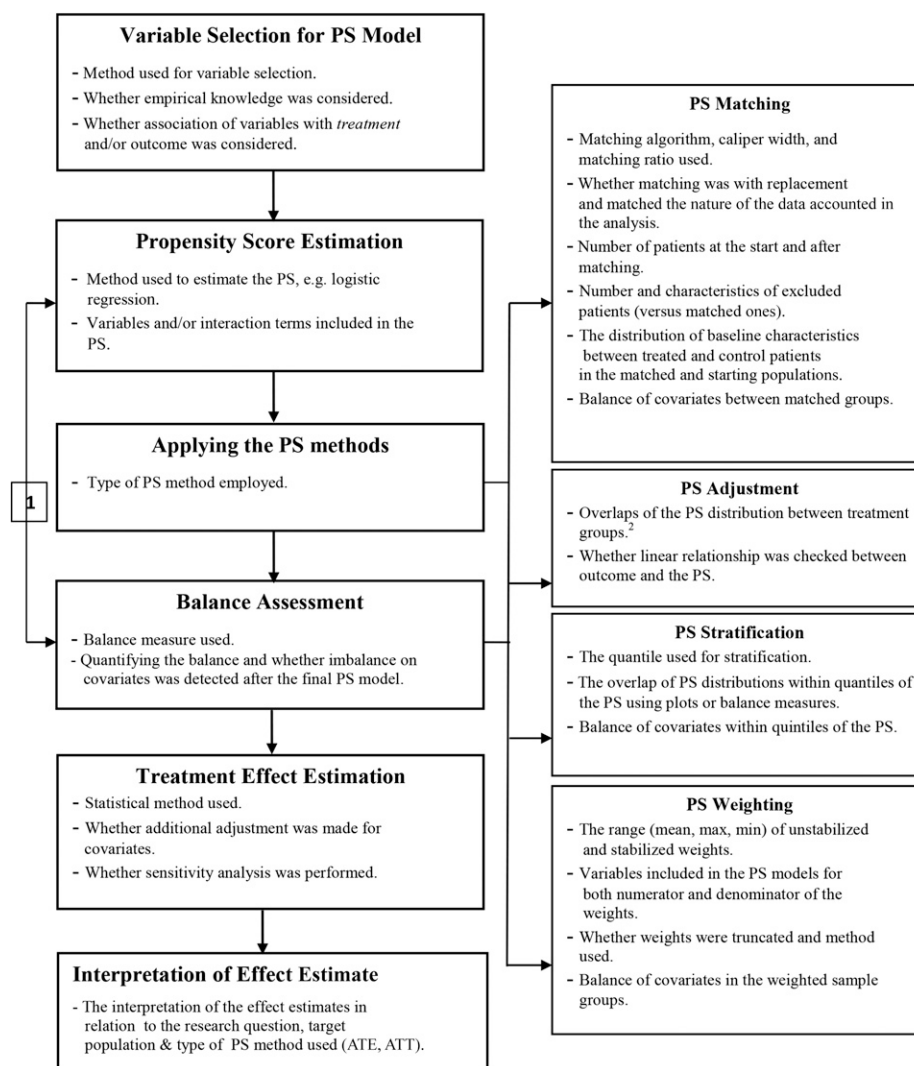 Variable Selection for PS Model
- Method used for variable selection.
- Whether empirical knowledge was considered.
- Whether association of variables with treatment
and/or outcome was considered.
Propensity Score Estimation
- Method used to estimate the PS, e.g. logistic
regression.
- Variables and/or interaction terms included in the
PS.
Applying the PS methods
- Type of PS method employed.
1
Balance Assessment
- Balance measure used.
- Quantifying the balance and whether imbalance on
covariates was detected after the final PS model.
Treatment Effect Estimation
- Statistical method used.
- Whether additional adjustment was made for
covariates.
- Whether sensitivity analysis was performed.
Interpretation of Effect Estimate
- The interpretation of the effect estimates in
relation to the research question, target
population & type of PS method used (ATE, ATT).
PS Matching
- Matching algorithm, caliper width, and
matching ratio used.
- Whether matching was with replacement
and matched the nature of the data accounted in
the analysis.
- Number of patients at the start and after
matching.
- Number and characteristics of excluded
patients (versus matched ones).
- The distribution of baseline characteristics
between treated and control patients
in the matched and starting populations.
- Balance of covariates between matched groups.
PS Adjustment
- Overlaps of the PS distribution between treatment
groups.2
- Whether linear relationship was checked between
outcome and the PS.
PS Stratification
- The quantile used for stratification.
- The overlap of PS distributions within quantiles of
the PS using plots or balance measures.
- Balance of covariates within quintiles of the PS.
PS Weighting
- The range (mean, max, min) of unstabilized
and stabilized weights.
- Variables included in the PS models for
both numerator and denominator of the
weights.
- Whether weights were truncated and method
used.
- Balance of covariates in the weighted sample
groups.